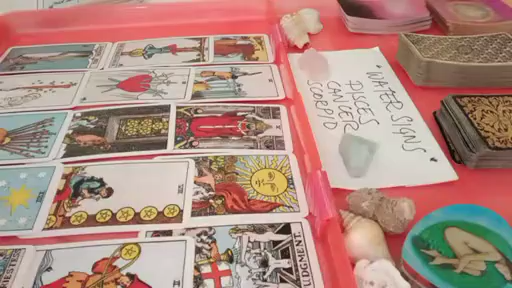 WATER SIGNS
PISCES
CANCER
SCORPIO
JUDGMENT.